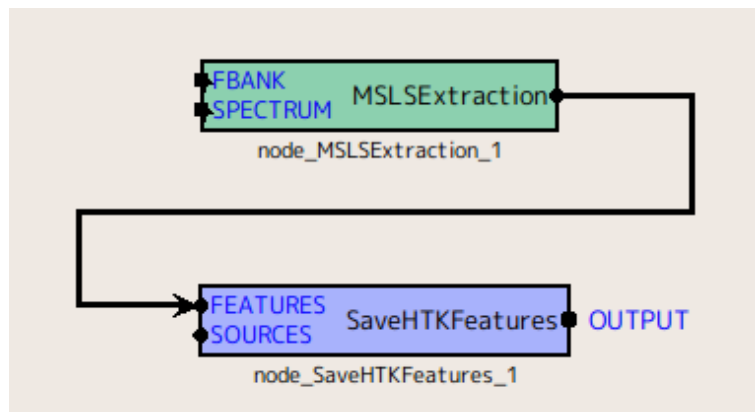 FBANK
SPECTRUM
MSLSExtraction
node_MSLSExtraction_1
FEATURES
SOURCES
SaveHTKFeatures
OUTPUT
node_SaveHTKFeatures_1